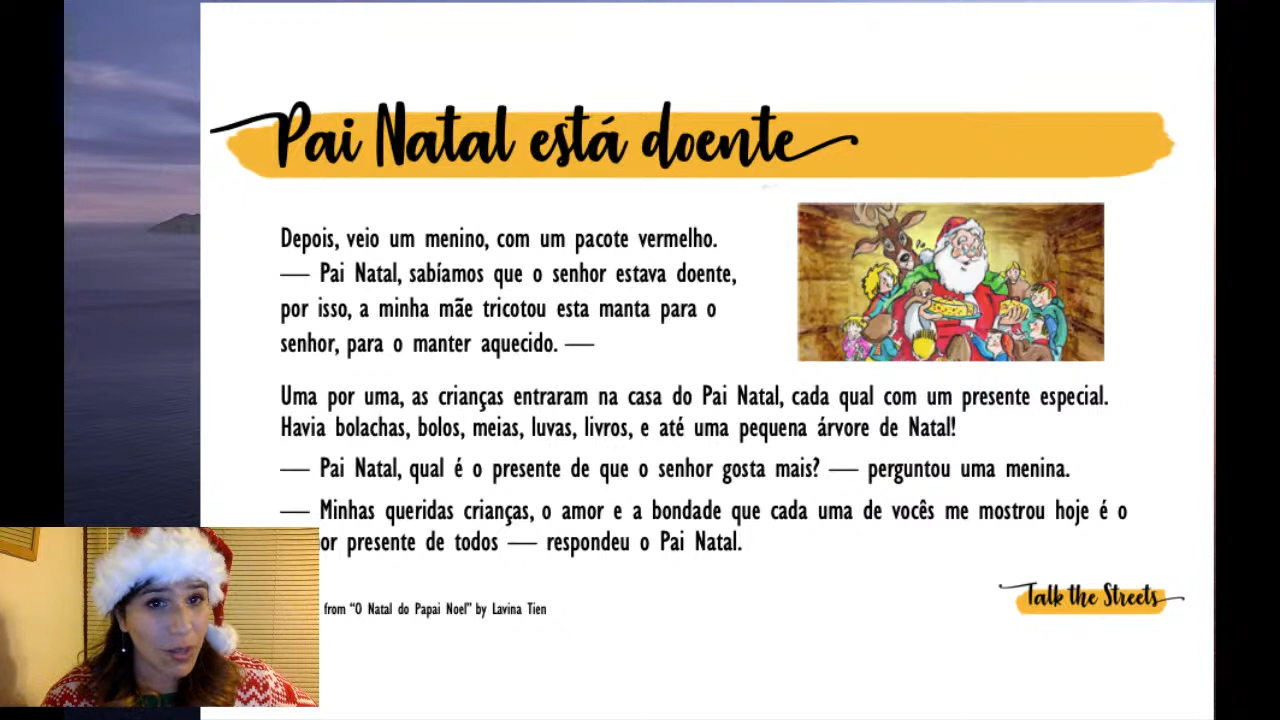 Pai Natal está doente
Depois, veio um menino, com um pacote vermelho.
— Pai Natal, sabíamos que o senhor estava doente,
por isso, a minha mãe tricotou esta manta para o
senhor, para o manter aquecido. —
Uma por uma, as crianças entraram na casa do Pai Natal, cada qual com um presente especial.
Havia bolachas, bolos, meias, luvas, livros, e até uma pequena árvore de Natal!
— Pai Natal, qual é o presente de que o senhor gosta mais? — perguntou uma menina.
— Minhas queridas crianças, o amor e a bondade que cada uma de vocês me mostrou hoje é o
presente de todos — respondeu o Pai Natal.
from “O Natal do Papai Noel” by Lavina Tien
Talk the Streets